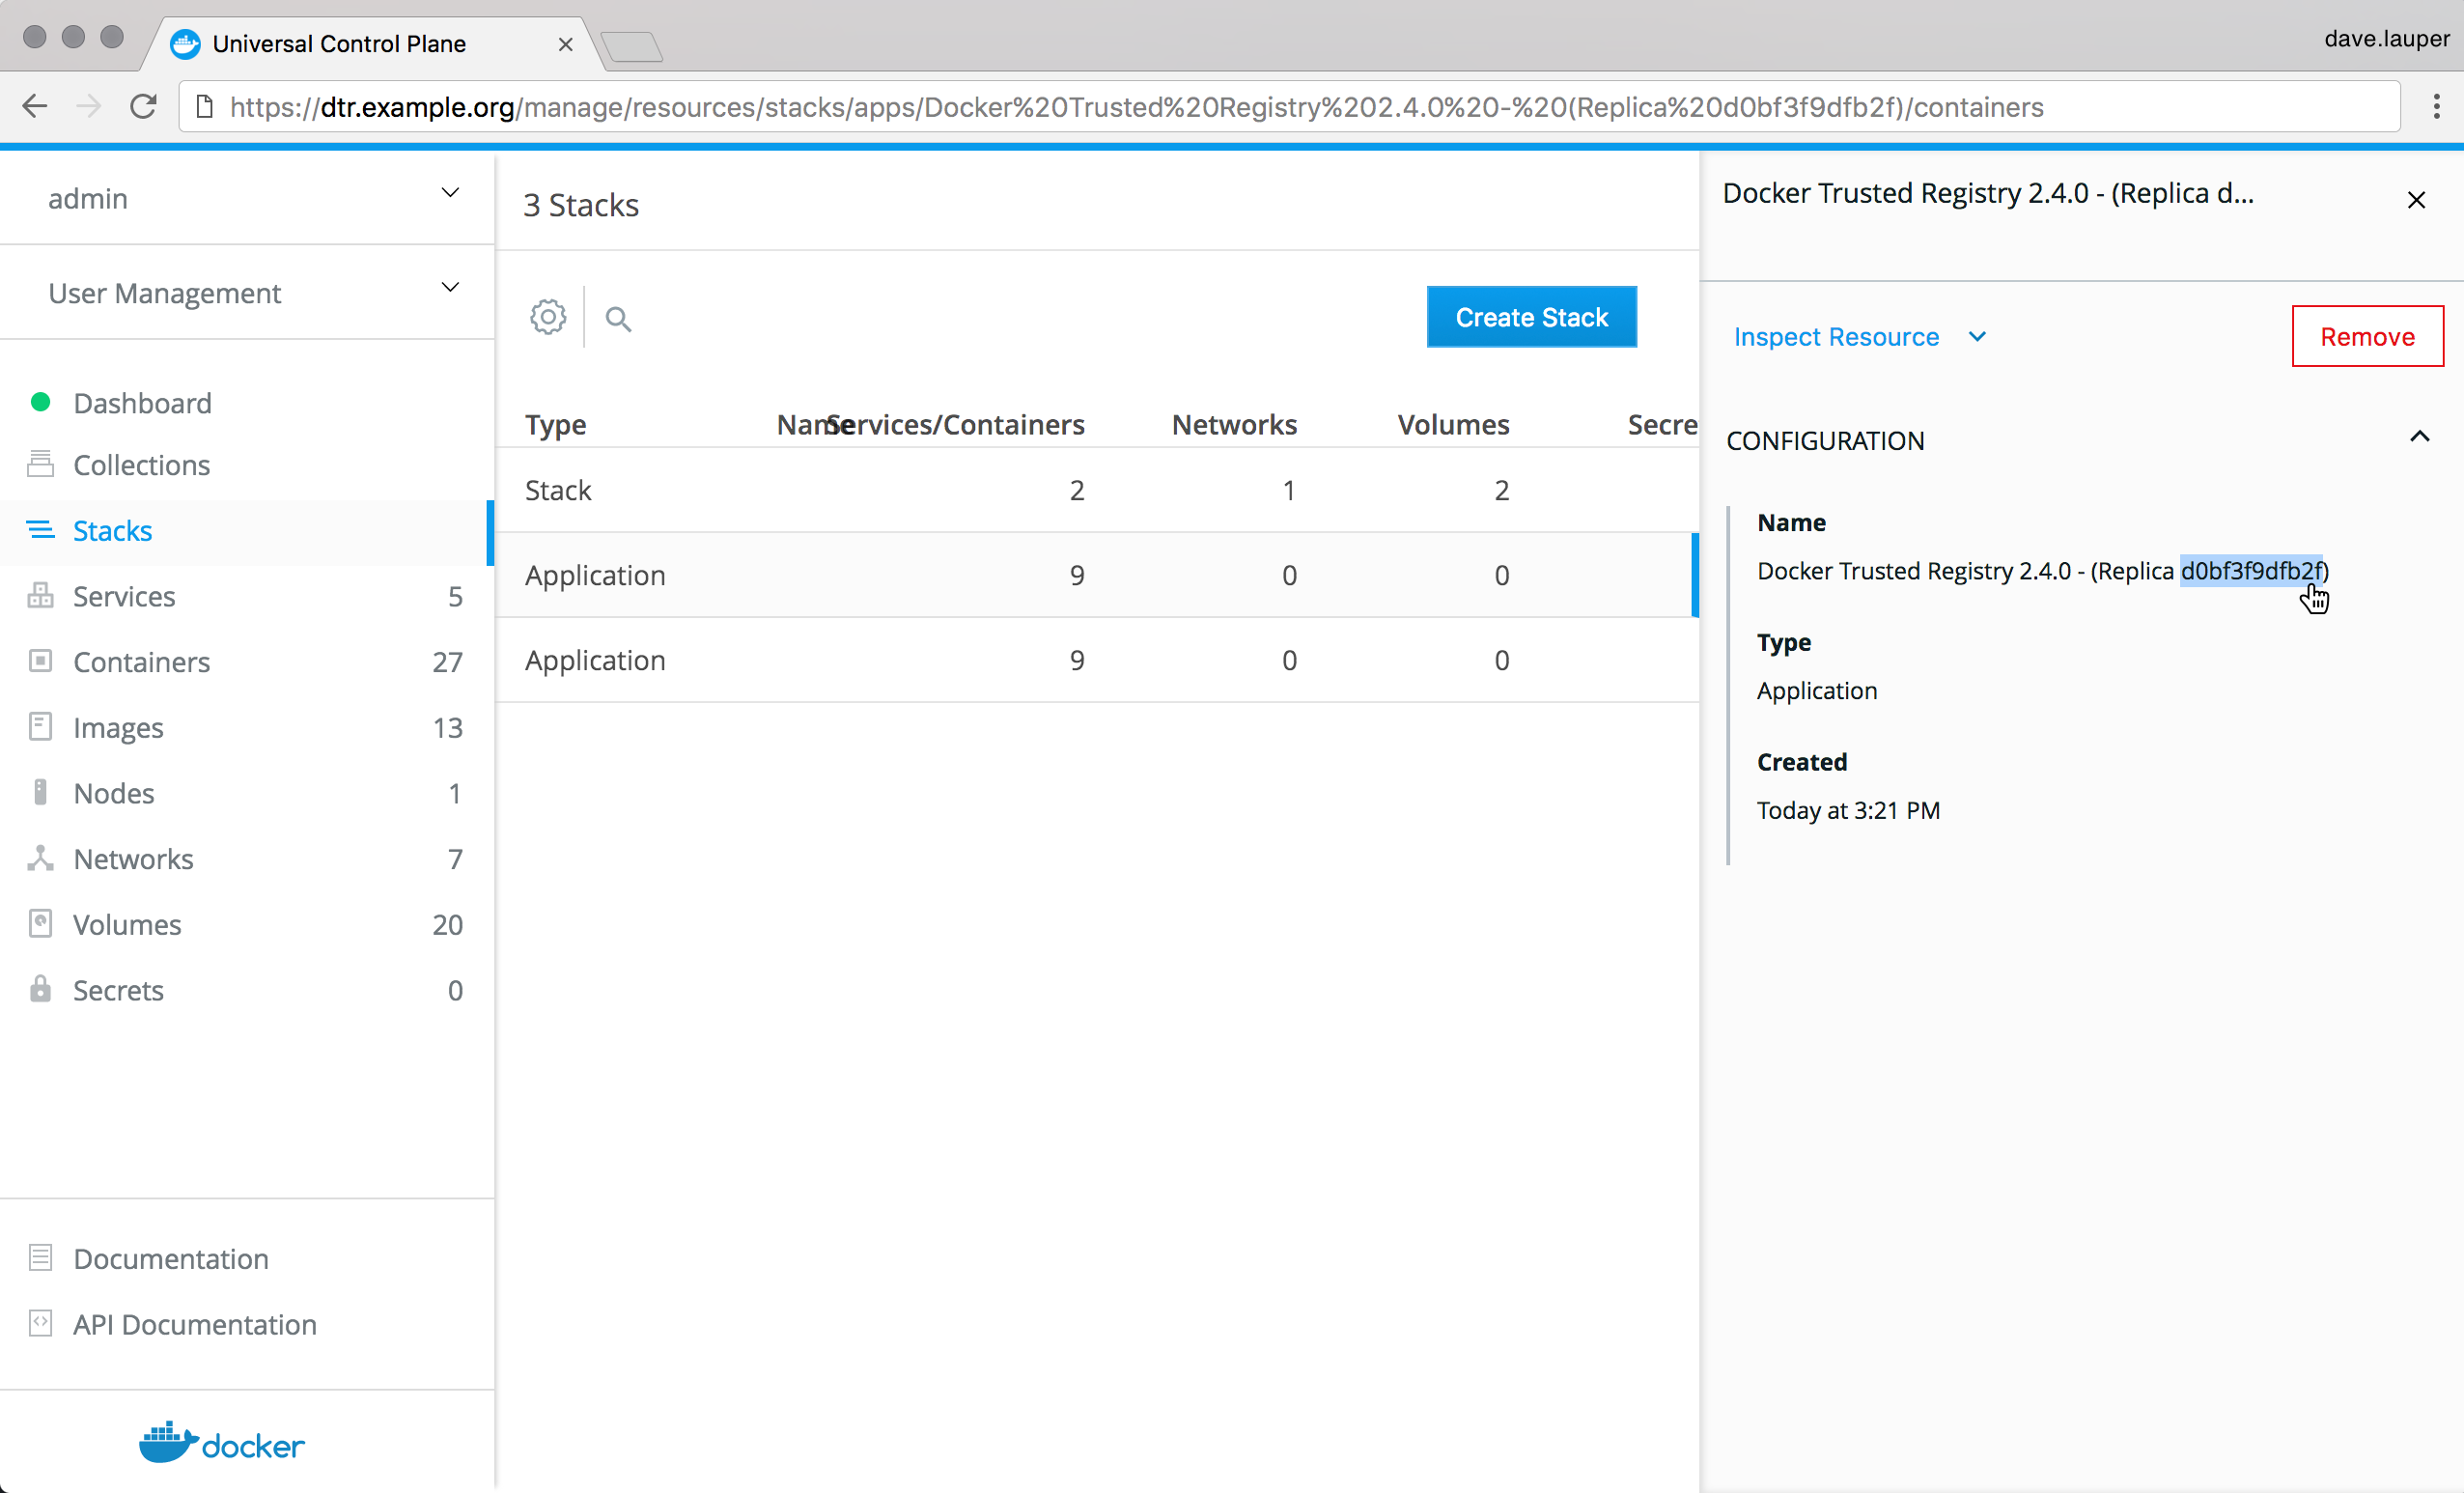 Universal Control Plane
dave.lauper
https://dtr.example.org/manage/resources/stacks/apps/Docker%20Trusted%20Registry%202.4.0%20-%20(Replica%20d0bf3f9dfb2f)/containers
admin
User Management
Dashboard
Collections
Stacks
Services 5
Containers 27
Images 13
Nodes 1
Networks 7
Volumes 20
Secrets 0
Documentation
API Documentation
docker
3 Stacks
Create Stack
Type Name Services/Containers Networks Volumes Secre
Stack 2 1 2
Application 9 0 0
Application 9 0 0
Docker Trusted Registry 2.4.0 - (Replica d...
Inspect Resource
Remove
CONFIGURATION
Name
Docker Trusted Registry 2.4.0 - (Replica d0bf3f9dfb2f)
Type
Application
Created
Today at 3:21 PM